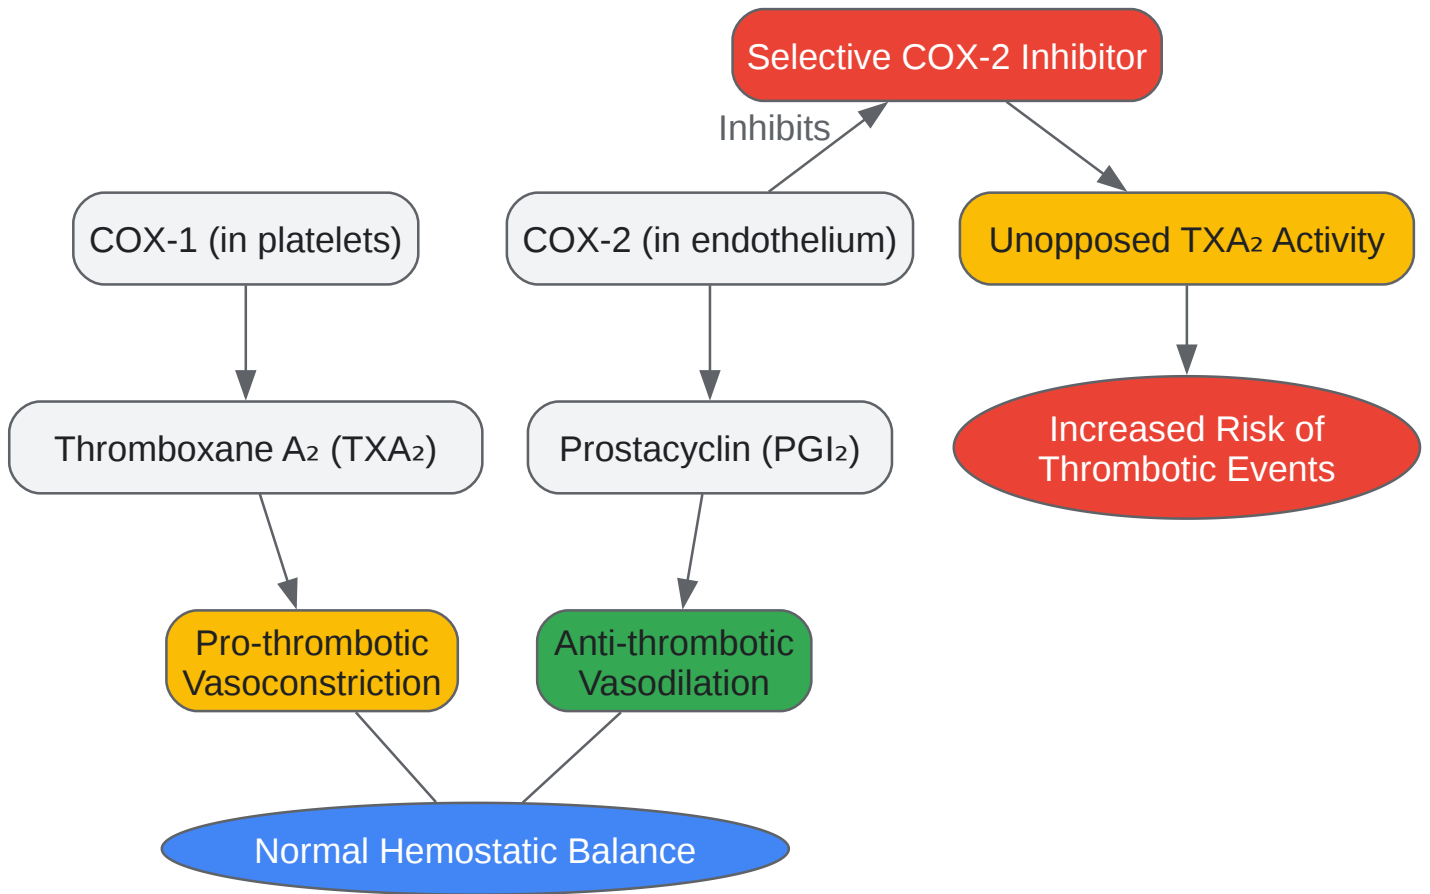 Selective COX-2 Inhibitor
Inhibits
COX-1 (in platelets)
COX-2 (in endothelium)
Unopposed TXA₂ Activity
Thromboxane A₂ (TXA₂)
Prostacyclin (PGI₂)
Increased Risk of
Thrombotic Events
Pro-thrombotic
Vasoconstriction
Anti-thrombotic
Vasodilation
Normal Hemostatic Balance